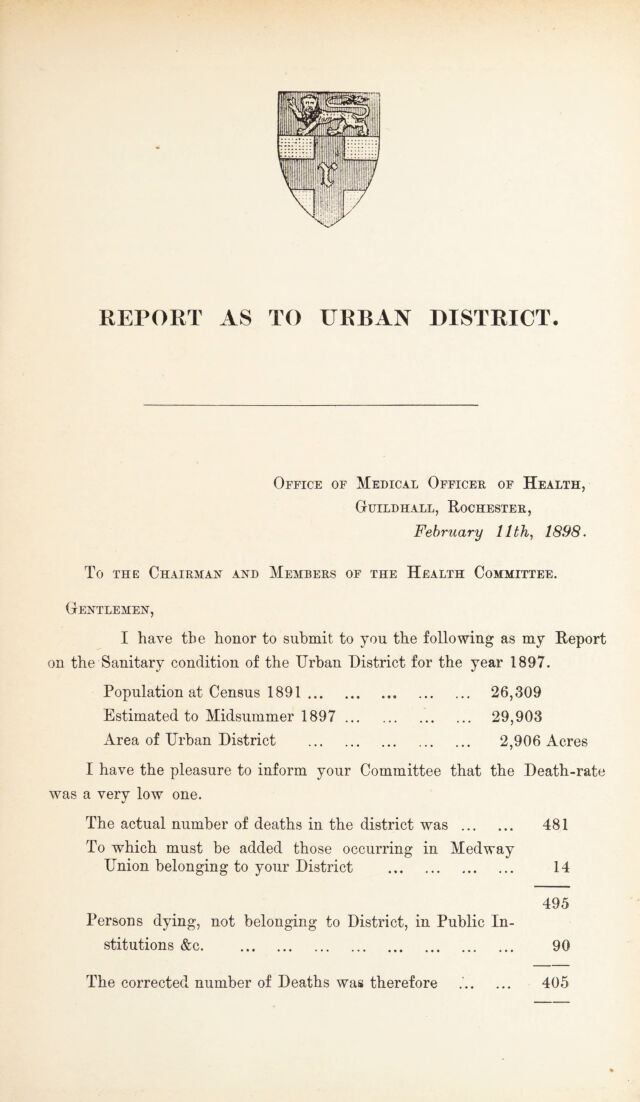 r
REPORT AS TO URBAN DISTRICT.
OFFICE OF MEDICAL OFFICER OF HEALTH,
GUILDHALL, ROCHESTER,
February 11th, 1898.
TO THE CHAIRMAN AND MEMBERS OF THE HEALTH COMMITTEE.
GENTLEMEN,
I have the honor to submit to you the following as my Report
on the Sanitary condition of the Urban District for the year 1897.
Population at Census 1891 ... ... ... ... ... 26,309
Estimated to Midsummer 1897 ... ... ... ... 29,903
Area of Urban District ... ... ... ... ... 2,906 Acres
I have the pleasure to inform your Committee that the Death-rate
was a very low one.
The actual number of deaths in the district was ... ... 481
To which must be added those occurring in Medway
Union belonging to your District ... ... ... ... 14
495
Persons dying, not belonging to District, in Public In-
stitutions &c. ... ... ... ... ... ... ... ... 90
The corrected number of Deaths was therefore ... ... 405